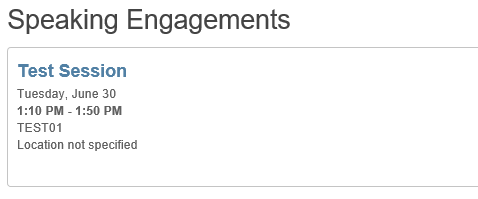 Speaking Engagements
Test Session
Tuesday, June 30
1:10 PM - 1:50 PM
TEST01
Location not specified